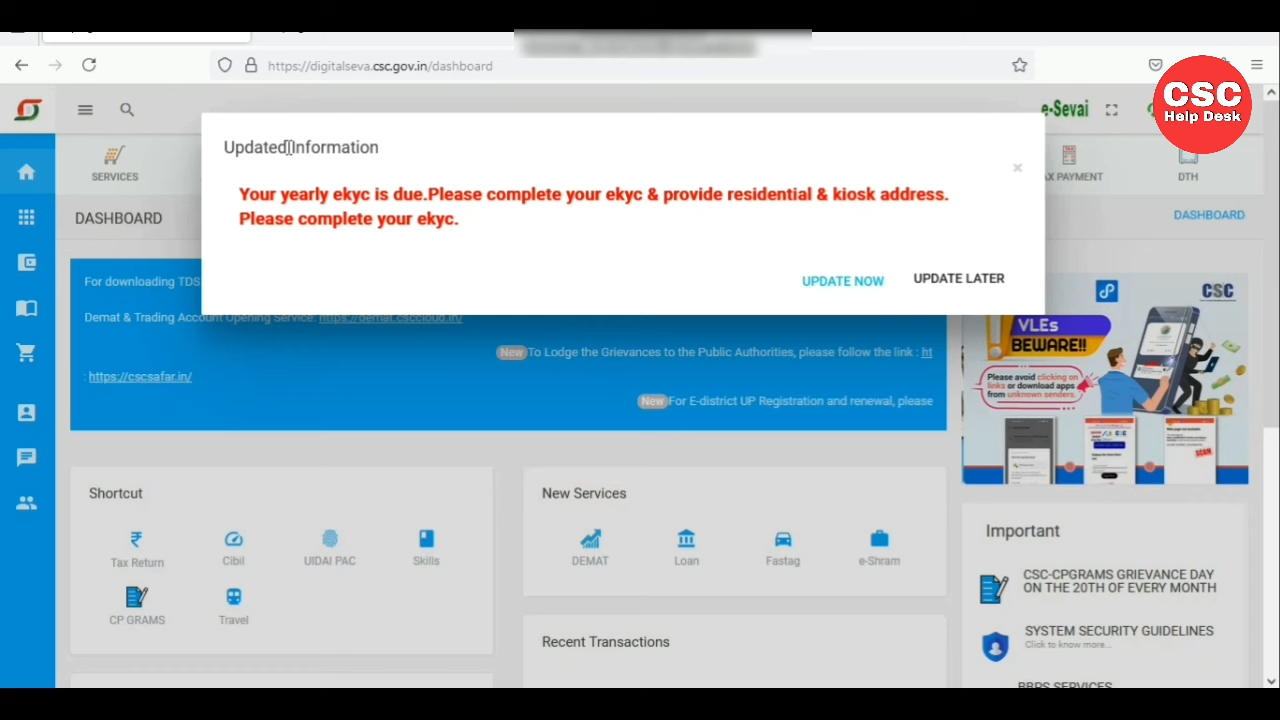 https://digitalseva.csc.gov.in/dashboard
CSC
Help Desk
e-Sevai
Updated Information
Your yearly ekyc is due.Please complete your ekyc & provide residential & kiosk address.
Please complete your ekyc.
UPDATE NOW
UPDATE LATER
SERVICES
AX PAYMENT
DTH
DASHBOARD
DASHBOARD
For downloading TDS
Demat & Trading Account Opening Service: https://demat.csccloud.in/
New To Lodge the Grievances to the Public Authorities, please follow the link : ht
: https://cscsafar.in/
New For E-district UP Registration and renewal, please
CSC
VLEs
BEWARE!!
Please avoid clicking on
links or download apps
from unknown senders.
SCAM
Shortcut
Tax Return
Cibil
UIDAI PAC
Skills
CP GRAMS
Travel
New Services
DEMAT
Loan
Fastag
e-Shram
Recent Transactions
Important
CSC-CPGRAMS GRIEVANCE DAY
ON THE 20TH OF EVERY MONTH
SYSTEM SECURITY GUIDELINES
Click to know more...
BBPS SERVICES